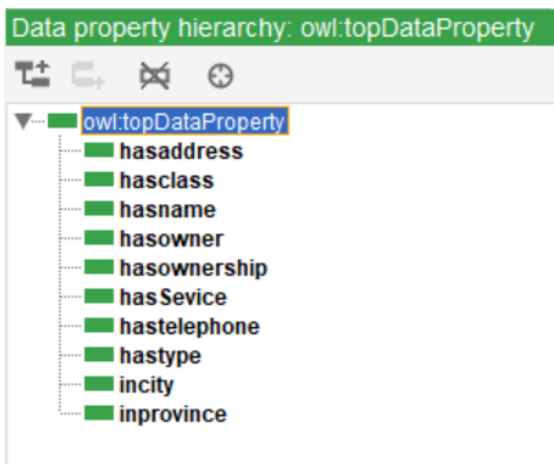 Data property hierarchy: owl:topDataProperty
owl:topDataProperty
hasaddress
hasclass
hasname
hasowner
hasownership
hasSevice
hastelephone
hastype
incity
inprovince